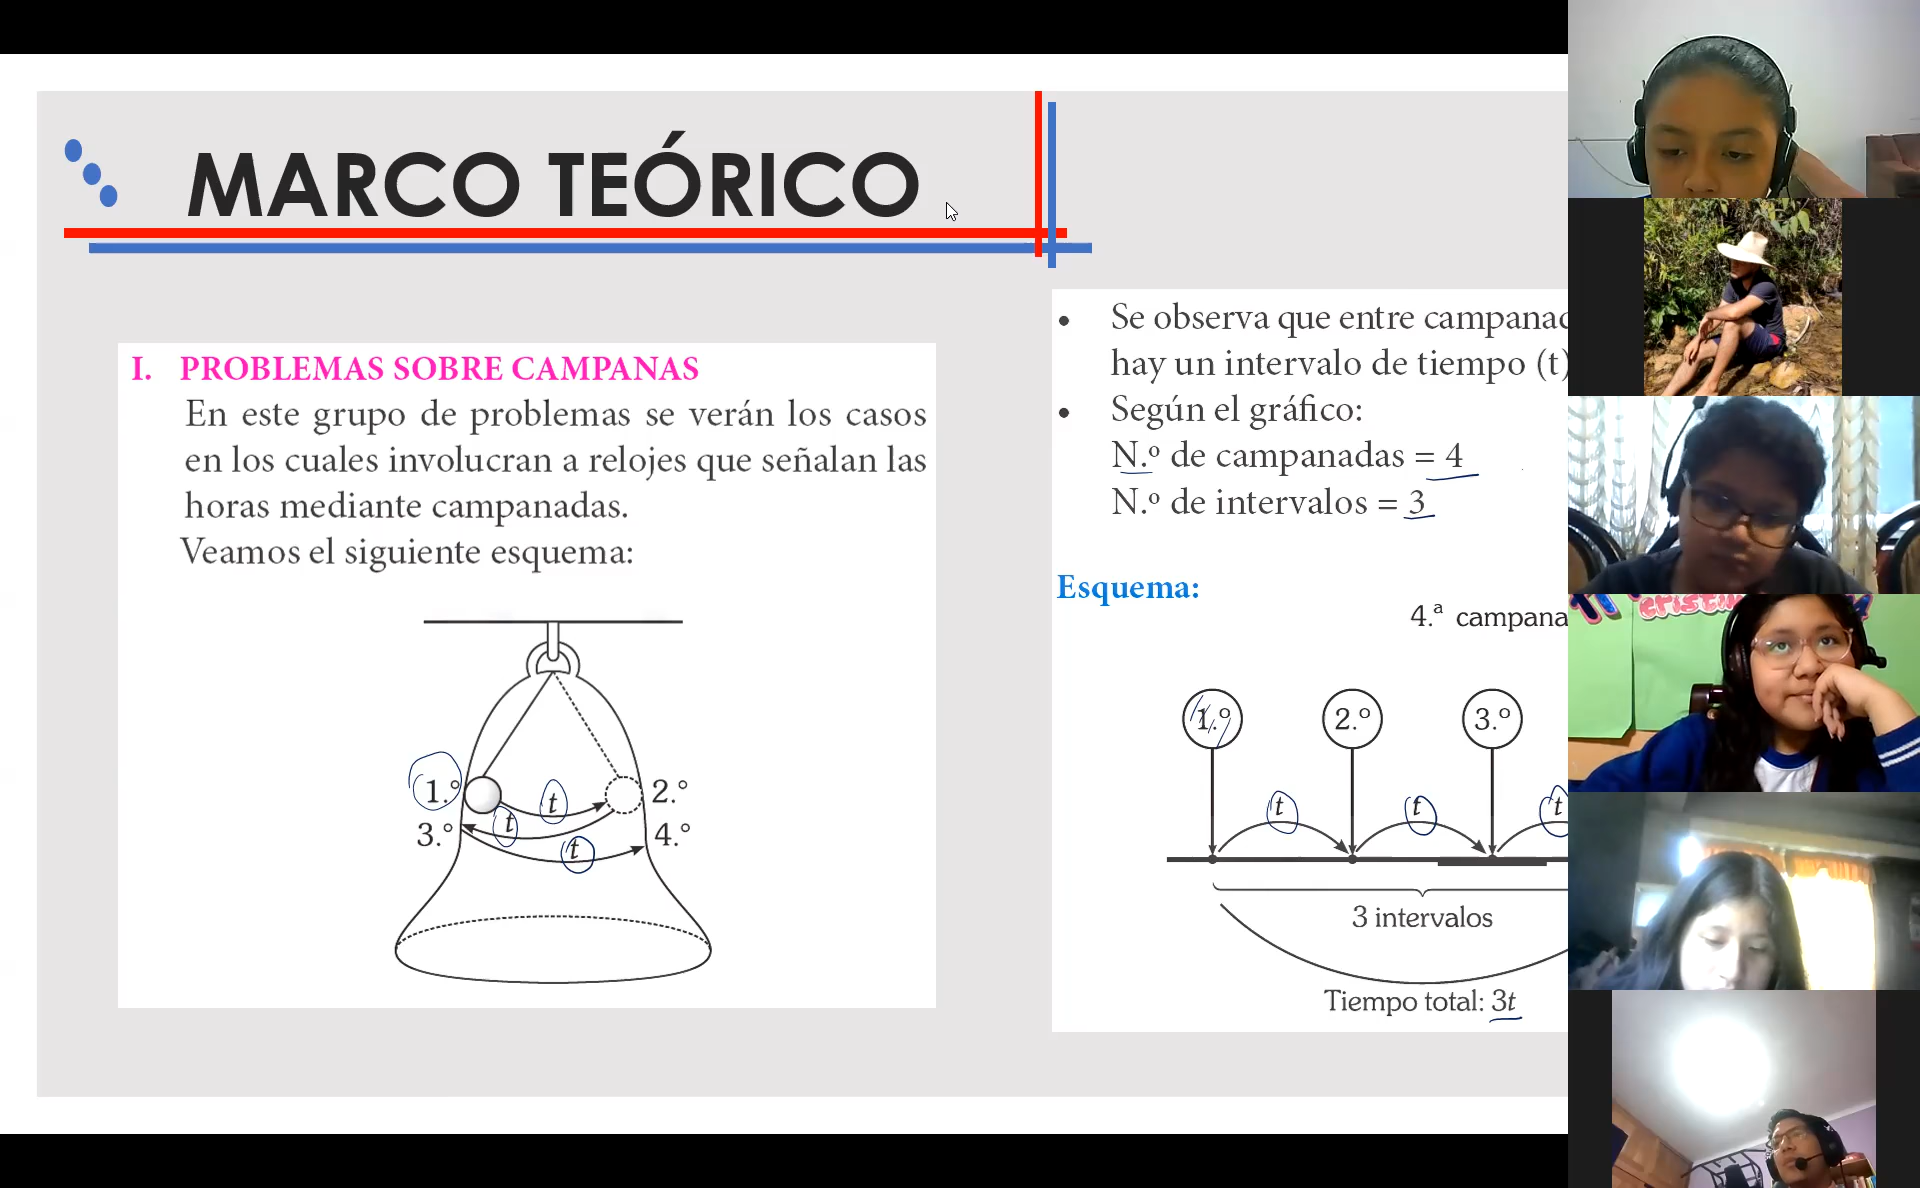 MARCO TEÓRICO
I. PROBLEMAS SOBRE CAMPANAS
En este grupo de problemas se verán los casos
en los cuales involucran a relojes que señalan las
horas mediante campanadas.
Veamos el siguiente esquema:
1.º
2.º
3.º
4.º
t
t
t
• Se observa que entre
hay un intervalo de tiempo (t)
• Según el gráfico:
N.º de campanadas = 4
N.º de intervalos = 3
Esquema:
4.ª
1.º 2.º 3.º
t t t
3 intervalos
Tiempo total: 3t